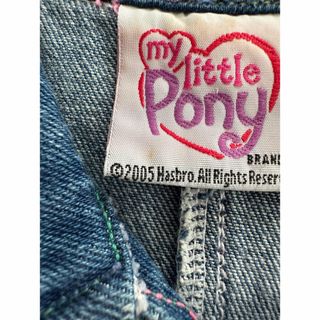 my
little
Pony
BRAND
©2005 Hasbro. All Rights Reser